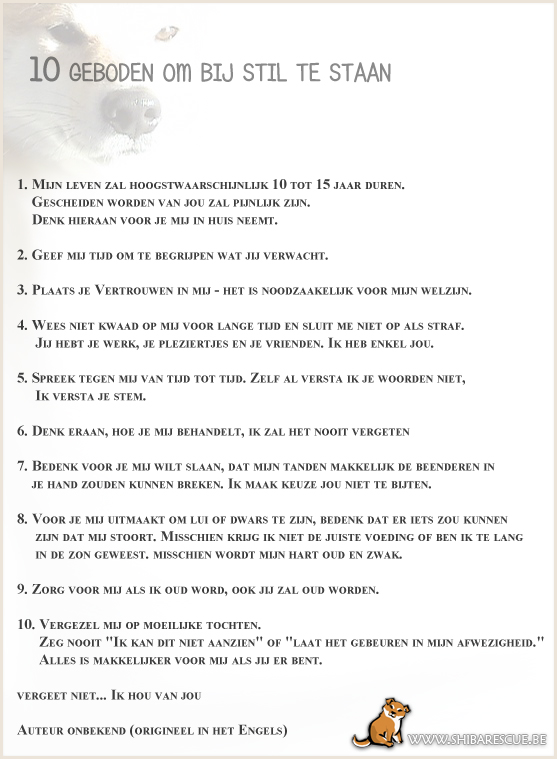 10 GEBODEN OM BIJ STIL TE STAAN
1. Mijn leven zal hoogstwaarschijnlijk 10 tot 15 jaar duren.
Gescheiden worden van jou zal pijnlijk zijn.
Denk hieraan voor je mij in huis neemt.
2. Geef mij tijd om te begrijpen wat jij verwacht.
3. Plaats je Vertrouwen in mij - het is noodzaakelijk voor mijn welzijn.
4. Wees niet kwaad op mij voor lange tijd en sluit me niet op als straf.
Jij hebt je werk, je pleziertjes en je vrienden. Ik heb enkel jou.
5. Spreek tegen mij van tijd tot tijd. Zelf al versta ik je woorden niet,
Ik versta je stem.
6. Denk eraan, hoe je mij behandelt, ik zal het nooit vergeten
7. Bedenk voor je mij wilt slaan, dat mijn tanden makkelijk de beenderen in
je hand zouden kunnen breken. Ik maak keuze jou niet te bijten.
8. Voor je mij uitmaakt om lui of dwars te zijn, bedenk dat er iets zou kunnen
zijn dat mij stoort. Misschien krijg ik niet de juiste voeding of ben ik te lang
in de zon geweest. misschien wordt mijn hart oud en zwak.
9. Zorg voor mij als ik oud word, ook jij zal oud worden.
10. Vergezel mij op moeilijke tochten.
Zeg nooit "Ik kan dit niet aanzien" of "laat het gebeuren in mijn afwezigheid."
Alles is makkelijker voor mij als jij er bent.
vergeet niet... Ik hou van jou
Auteur onbekend (origineel in het Engels)
WWW.SHIBARESCUE.BE